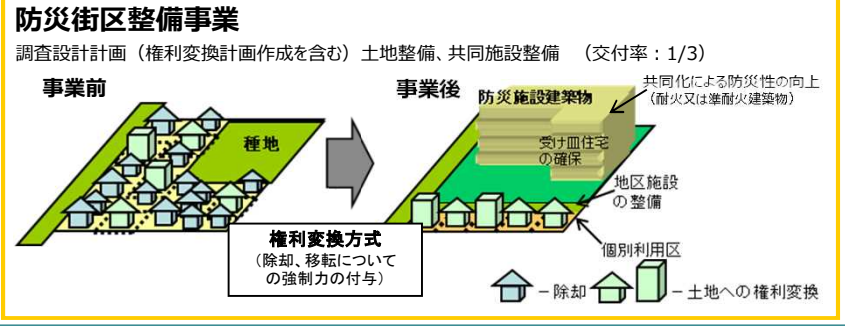 防災街区整備事業
調査設計計画（権利変換計画作成を含む）土地整備、共同施設整備　（交付率：1/3）
事業前
種地
権利変換方式
（除却、移転について
の強制力の付与）
事業後
防災施設建築物
共同化による防災性の向上
（耐火又は準耐火建築物）
受け皿住宅
の確保
地区施設
の整備
個別利用区
－除却
－土地への権利変換